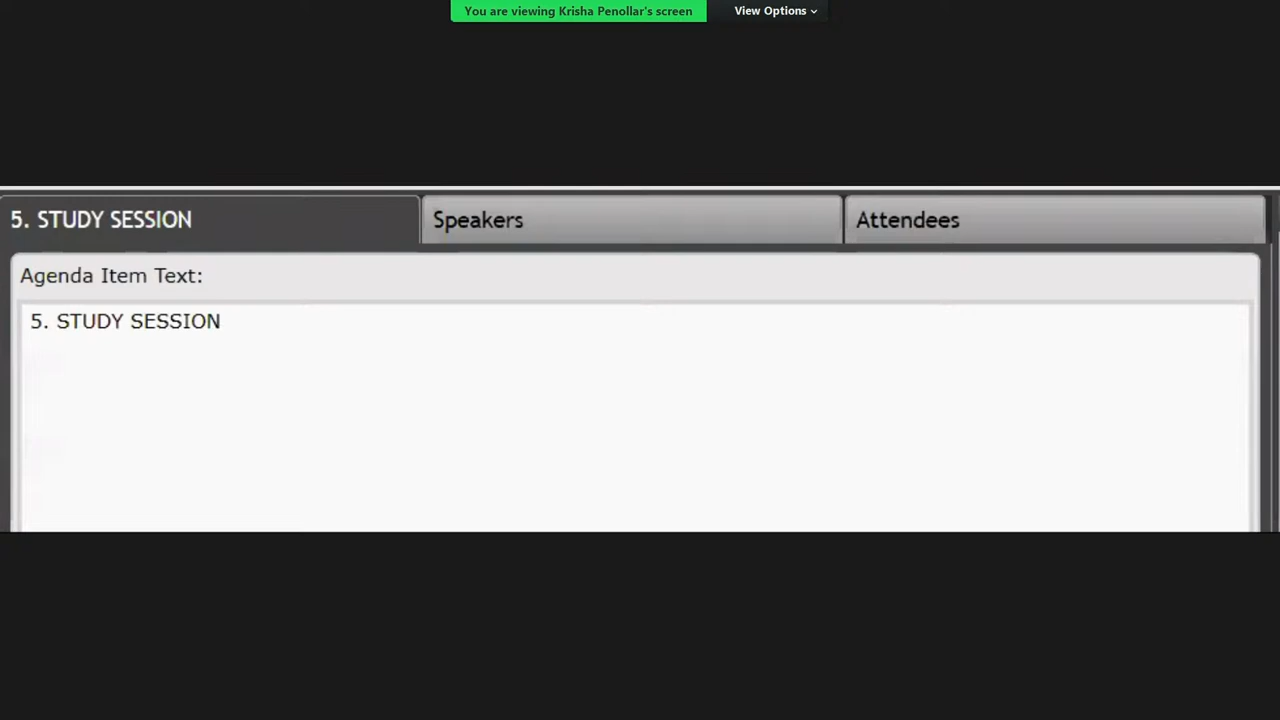 You are viewing Krisha Penollar's screen View Options
5. STUDY SESSION Speakers Attendees
Agenda Item Text:
5. STUDY SESSION